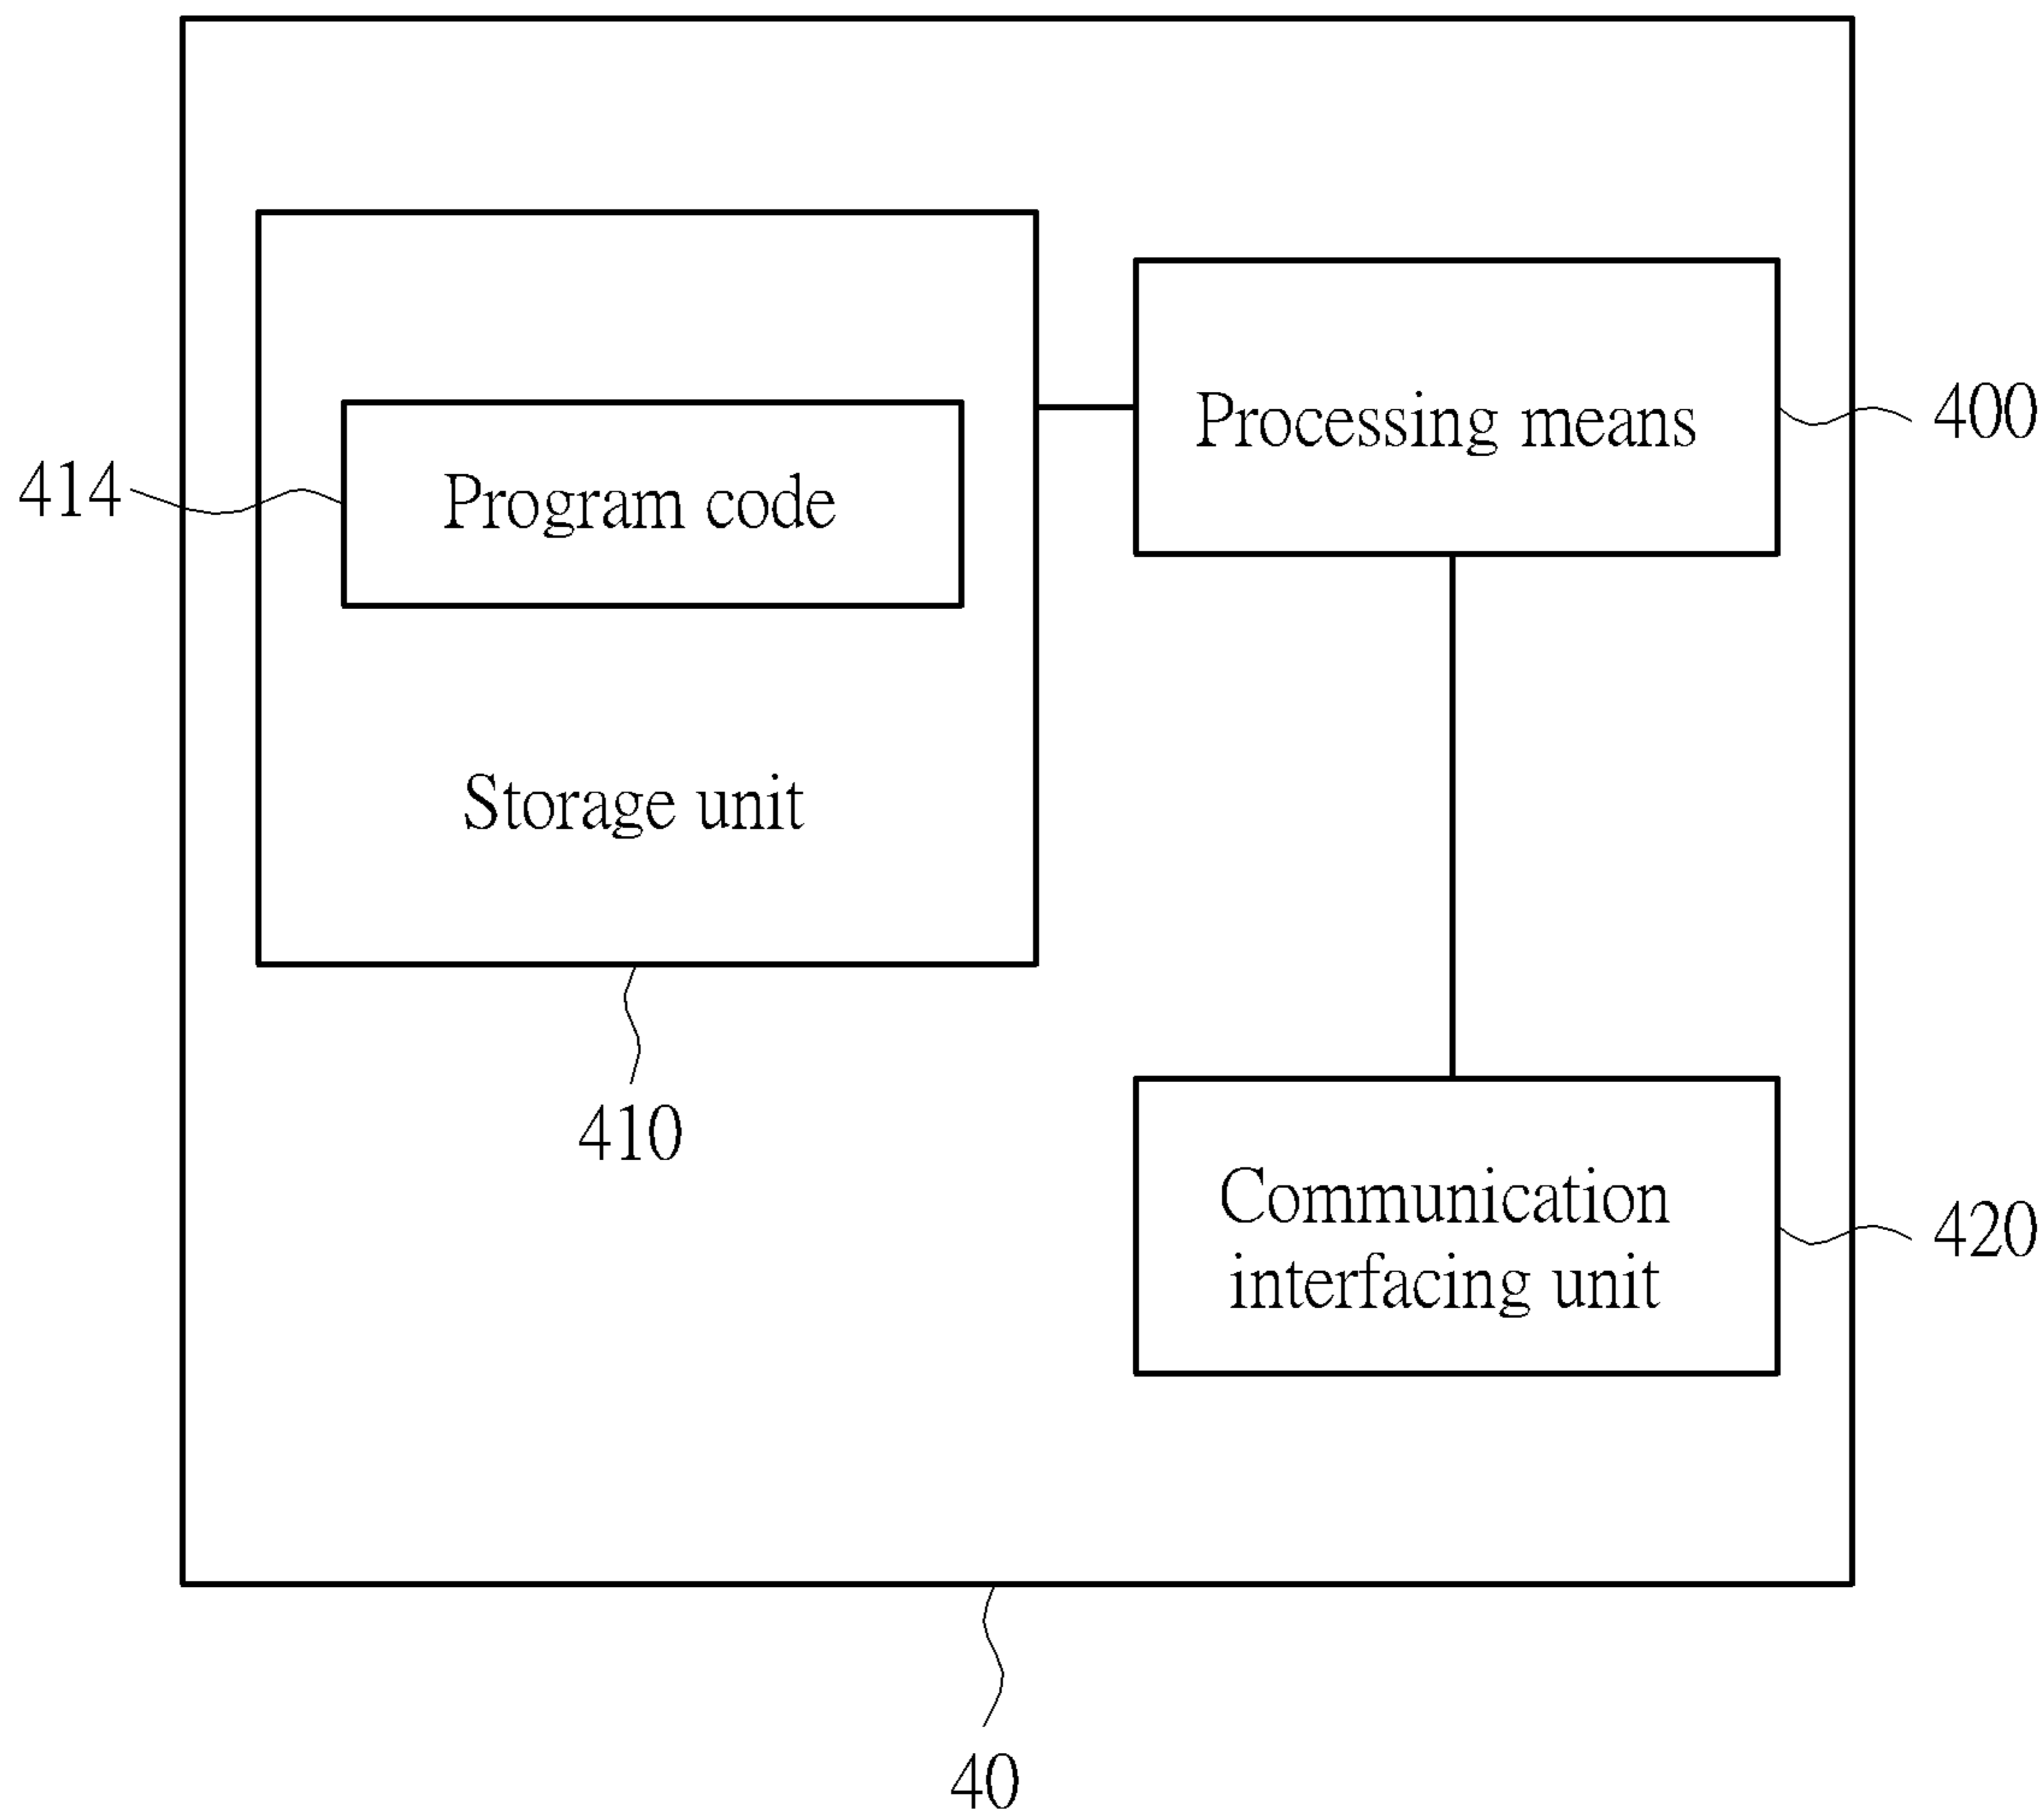 Processing means
400
414
Program code
Storage unit
410
Communication
interfacing unit
420
40